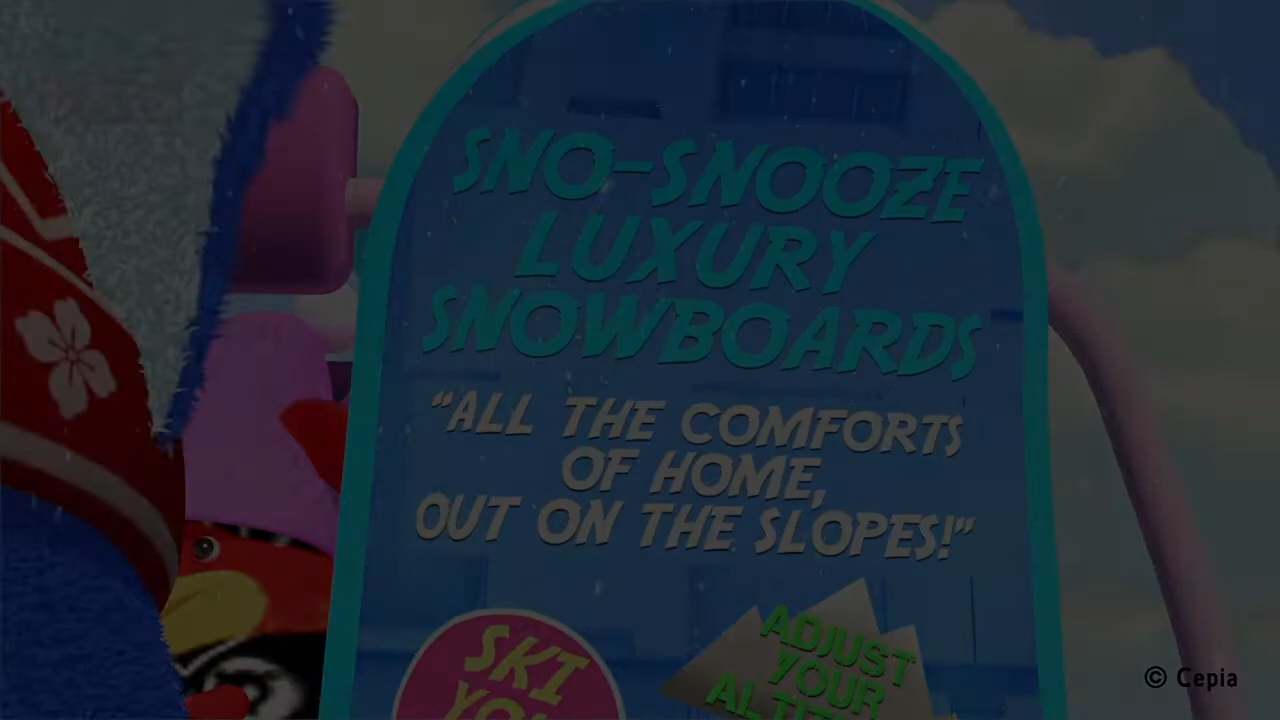 SNO-SNOOZE
LUXURY
SNOWBOARDS
“ALL THE COMFORTS
OF HOME,
OUT ON THE SLOPES!”
SKI
ADJUST
YOUR
© Cepia